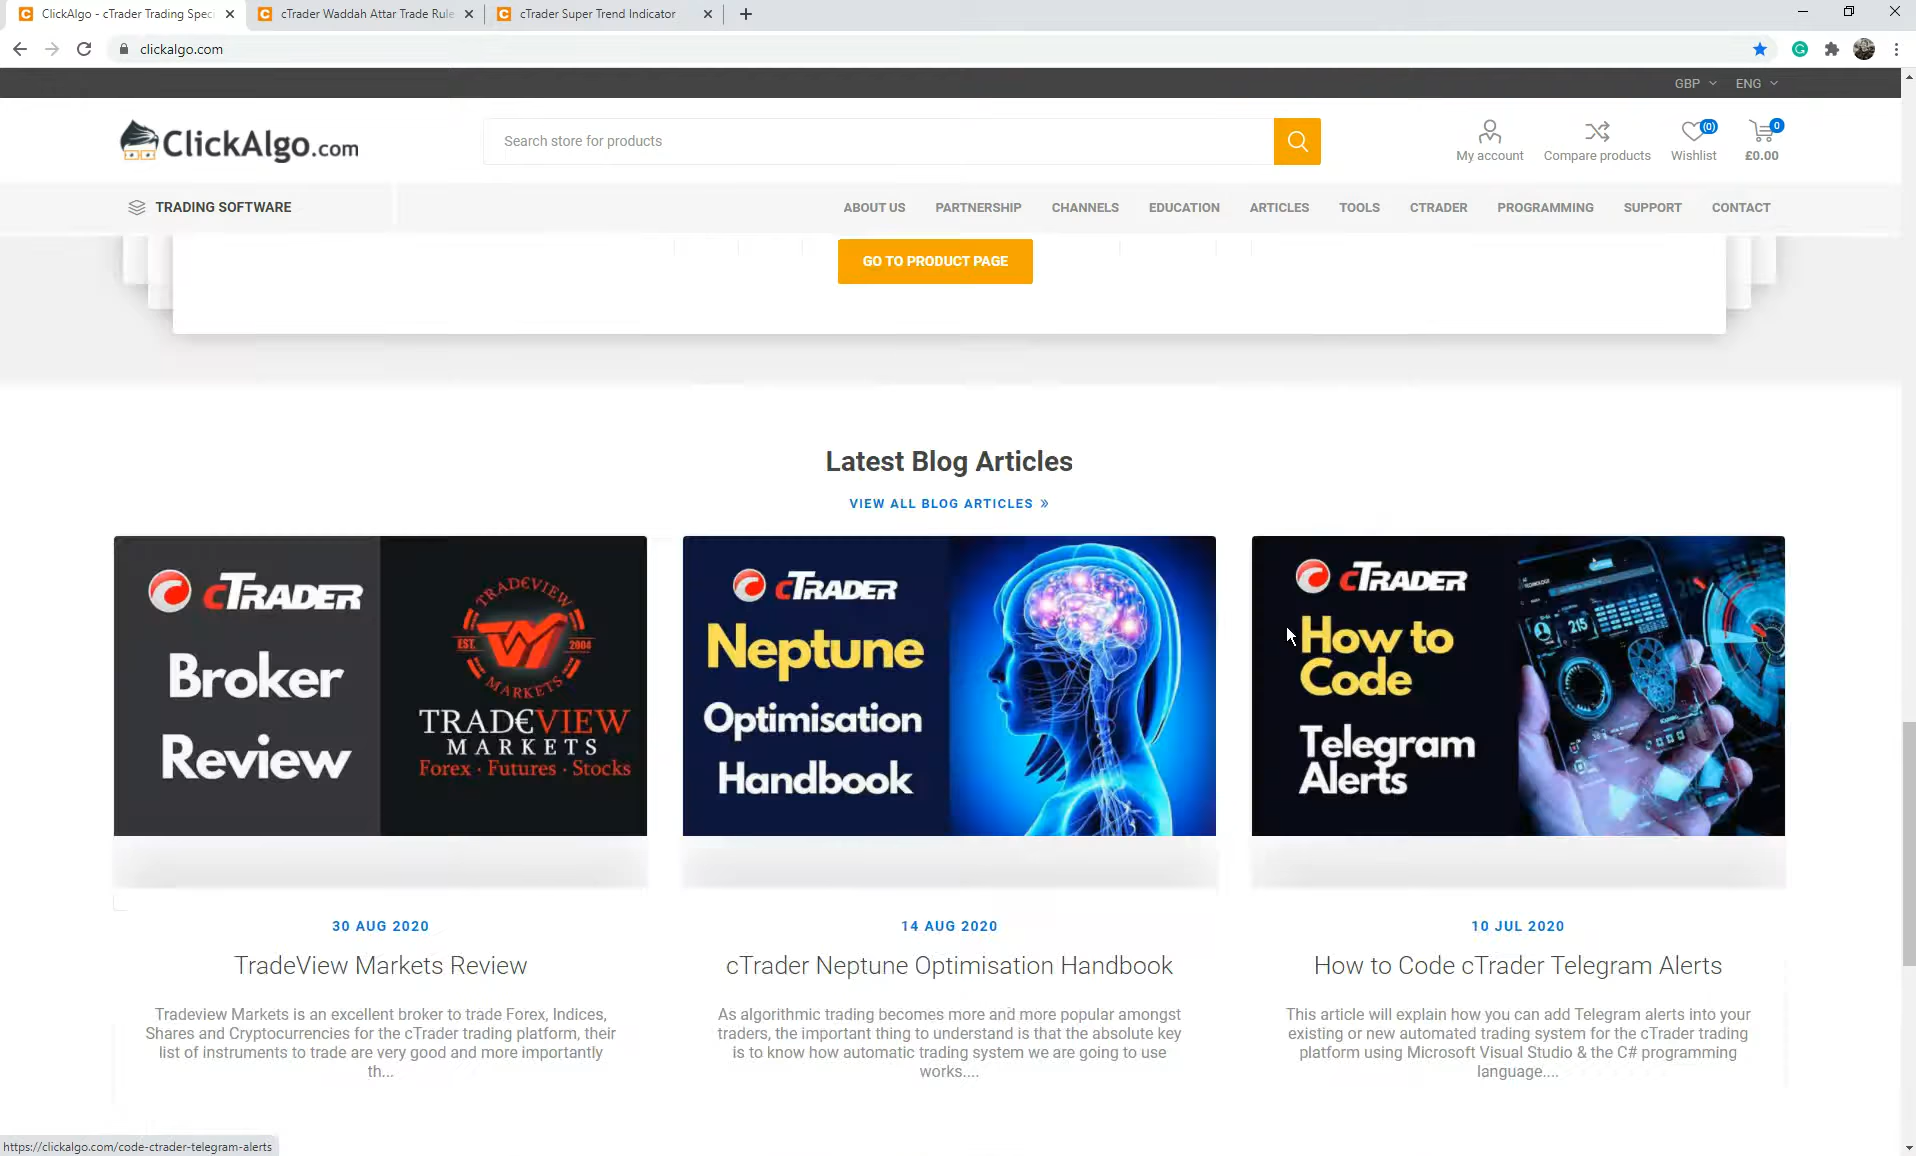 ClickAlgo - cTrader Trading Speci
cTrader Waddah Attar Trade Rule
cTrader Super Trend Indicator
clickalgo.com
GBP
ENG
ClickAlgo.com
Search store for products
My account
Compare products
(0)
Wishlist
0
£0.00
TRADING SOFTWARE
ABOUT US
PARTNERSHIP
CHANNELS
EDUCATION
ARTICLES
TOOLS
CTRADER
PROGRAMMING
SUPPORT
CONTACT
GO TO PRODUCT PAGE
Latest Blog Articles
VIEW ALL BLOG ARTICLES »
cTRADER
Broker
Review
TRAD€VIEW
EST.
2004
MARKETS
TRAD€VIEW
MARKETS
Forex · Futures · Stocks
cTRADER
Neptune
Optimisation
Handbook
cTRADER
How to
Code
Telegram
Alerts
215
30 AUG 2020
TradeView Markets Review
Tradeview Markets is an excellent broker to trade Forex, Indices,
Shares and Cryptocurrencies for the cTrader trading platform, their
list of instruments to trade are very good and more importantly
th...
14 AUG 2020
cTrader Neptune Optimisation Handbook
As algorithmic trading becomes more and more popular amongst
traders, the important thing to understand is that the absolute key
is to know how automatic trading system we are going to use
works....
10 JUL 2020
How to Code cTrader Telegram Alerts
This article will explain how you can add Telegram alerts into your
existing or new automated trading system for the cTrader trading
platform using Microsoft Visual Studio & the C# programming
language....
https://clickalgo.com/code-ctrader-telegram-alerts